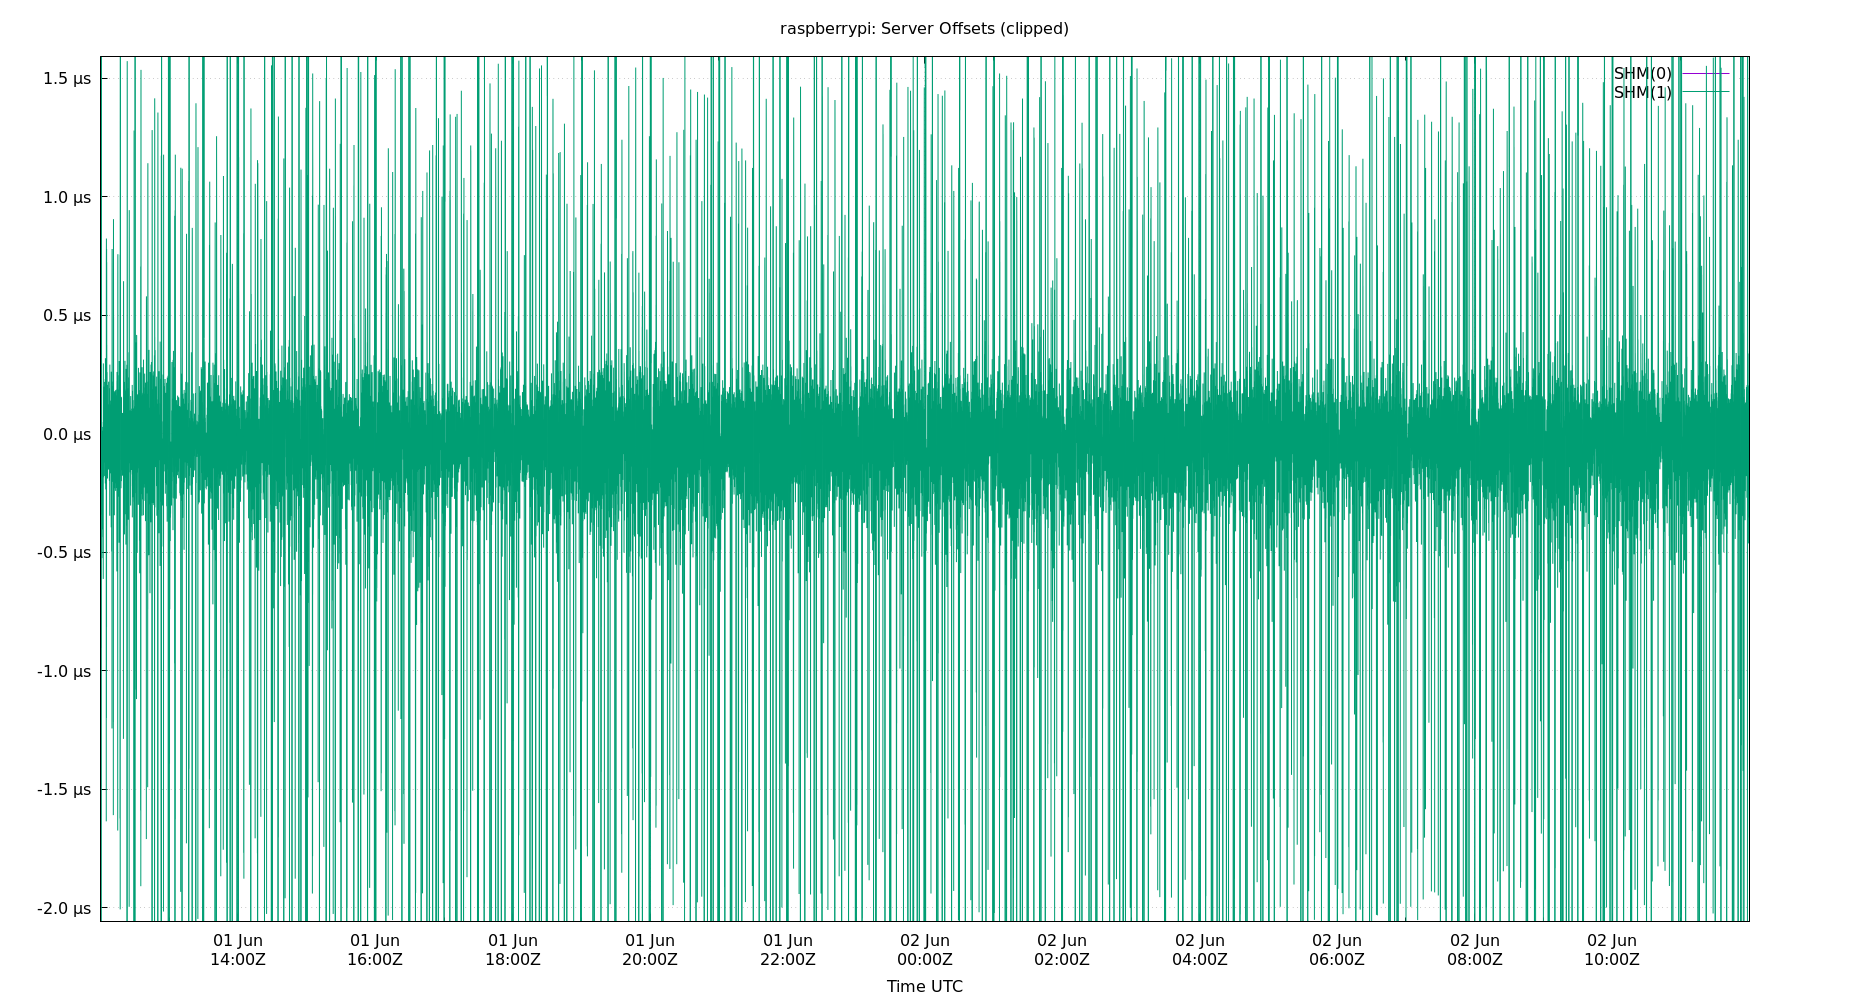 raspberrypi: Server Offsets (clipped)
SHM(0)
SHM(1)
1.5 µs
1.0 µs
0.5 µs
0.0 µs
-0.5 µs
-1.0 µs
-1.5 µs
-2.0 µs
01 Jun 01 Jun 01 Jun 01 Jun 01 Jun 02 Jun 02 Jun 02 Jun 02 Jun 02 Jun 02 Jun
14:00Z 16:00Z 18:00Z 20:00Z 22:00Z 00:00Z 02:00Z 04:00Z 06:00Z 08:00Z 10:00Z
Time UTC